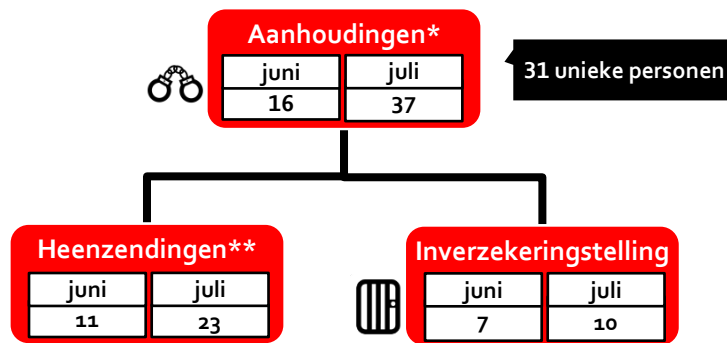 Aanhoudingen*
juni juli
16 37
31 unieke personen
Heenzendingen**
juni juli
11 23
Inverzekeringstelling
juni juli
7 10